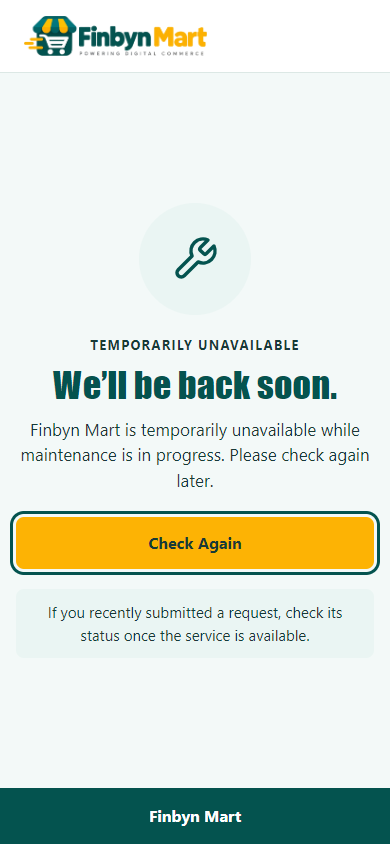 Finbyn Mart
POWERING DIGITAL COMMERCE
TEMPORARILY UNAVAILABLE
We’ll be back soon.
Finbyn Mart is temporarily unavailable while
maintenance is in progress. Please check again
later.
Check Again
If you recently submitted a request, check its
status once the service is available.
Finbyn Mart